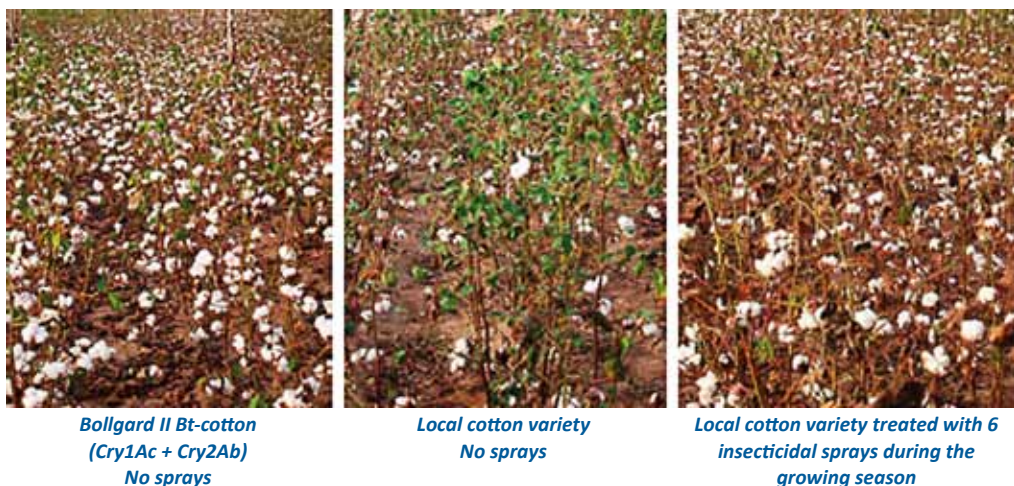 Bollgard II Bt-cotton
(Cry1Ac + Cry2Ab)
No sprays
Local cotton variety
No sprays
Local cotton variety treated with 6
insecticidal sprays during the
growing season